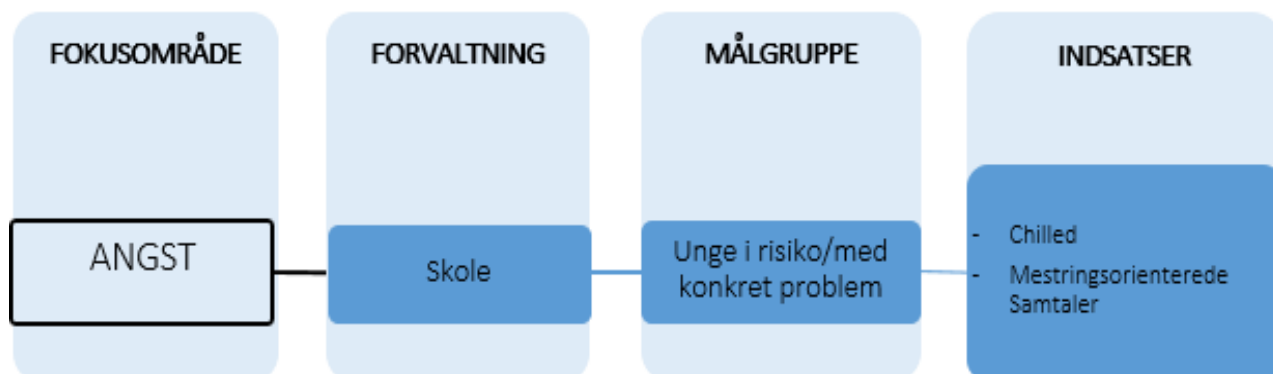 FOKUSOMRÅDE
FORVALTNING
MÅLGRUPPE
INDSATSER
ANGST
Skole
Unge i risiko/med
konkret problem
- Chilled
- Mestringsorienterede
Samtaler